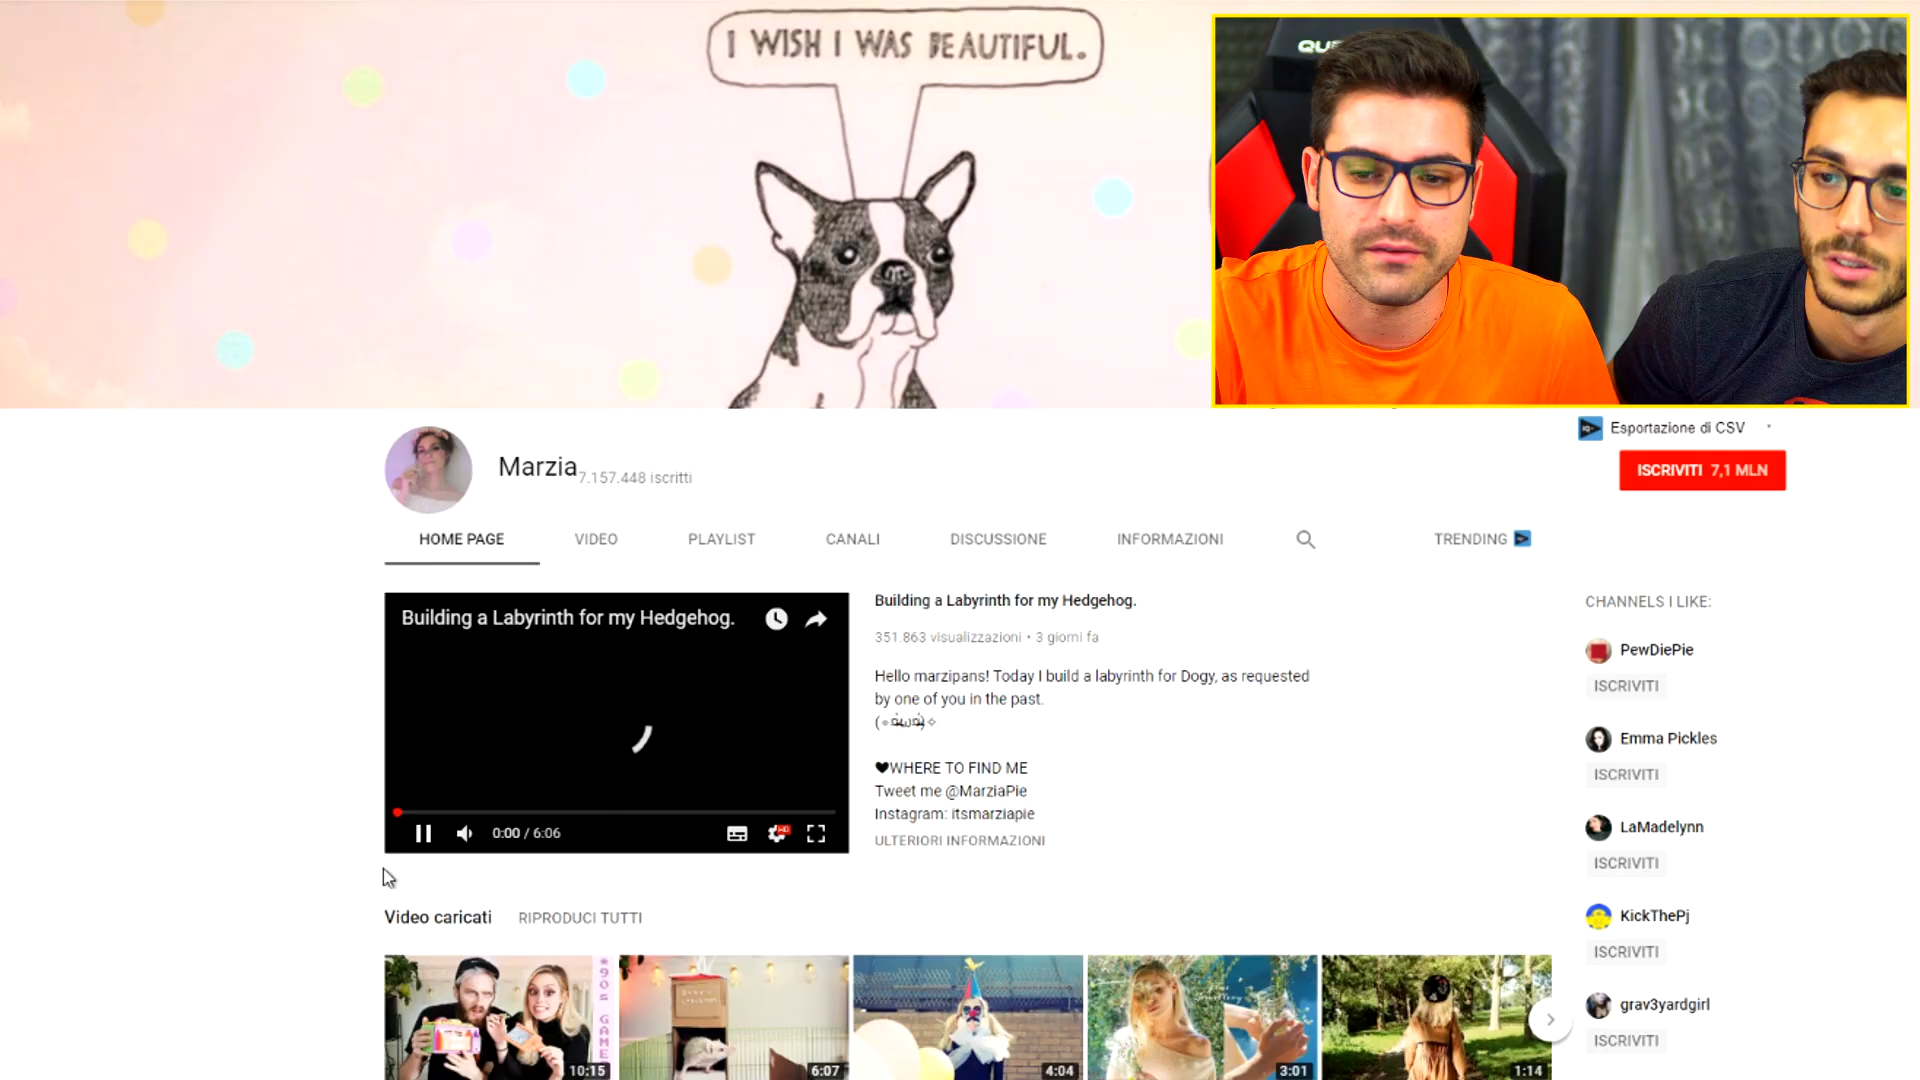 I WISH I WAS BEAUTIFUL.
Esportazione di CSV
Marzia 7.157.448 iscritti
ISCRIVITI 7,1 MLN
HOME PAGE VIDEO PLAYLIST CANALI DISCUSSIONE INFORMAZIONI TRENDING
Building a Labyrinth for my Hedgehog.
0:00 / 6:06
Building a Labyrinth for my Hedgehog.
351.863 visualizzazioni • 3 giorni fa
Hello marzipans! Today I build a labyrinth for Dogy, as requested
by one of you in the past.
♥WHERE TO FIND ME
Tweet me @MarziaPie
Instagram: itsmarziapie
ULTERIORI INFORMAZIONI
CHANNELS I LIKE:
PewDiePie
ISCRIVITI
Emma Pickles
ISCRIVITI
LaMadelynn
ISCRIVITI
KickThePj
ISCRIVITI
grav3yardgirl
ISCRIVITI
Video caricati RIPRODUCI TUTTI
*90s GAME
10:15
6:07
4:04
3:01
1:14